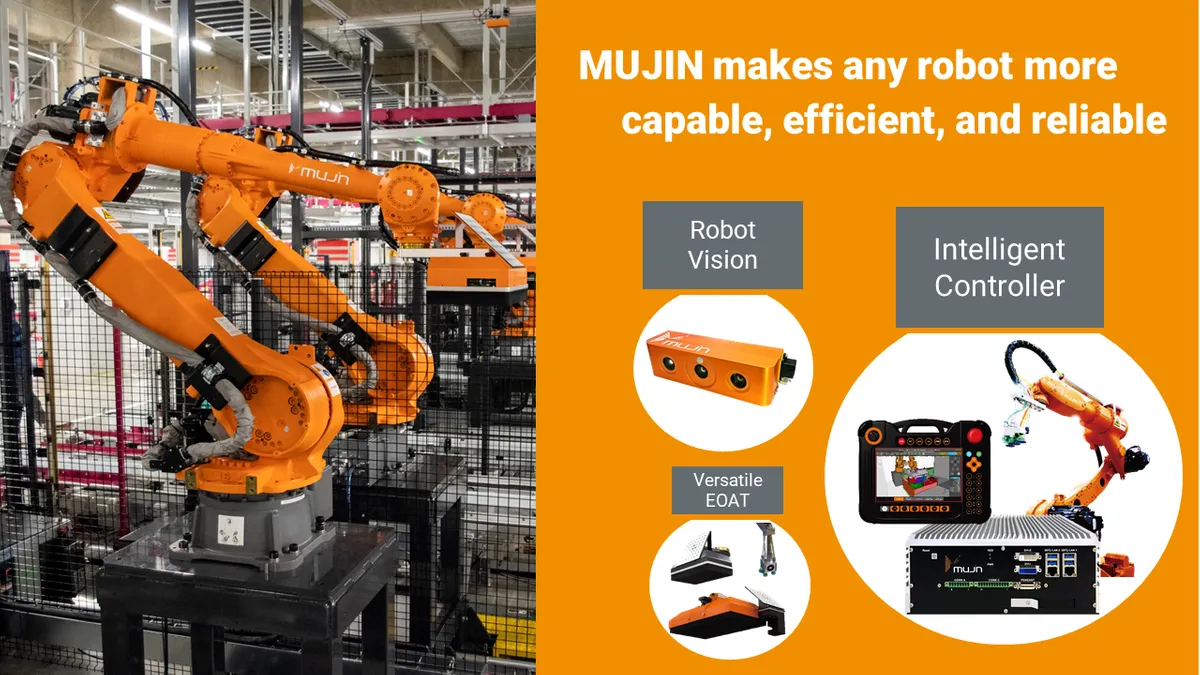 MUJIN makes any robot more
capable, efficient, and reliable
mujin
Robot
Vision
mujin
Versatile
EOAT
Intelligent
Controller
mujin